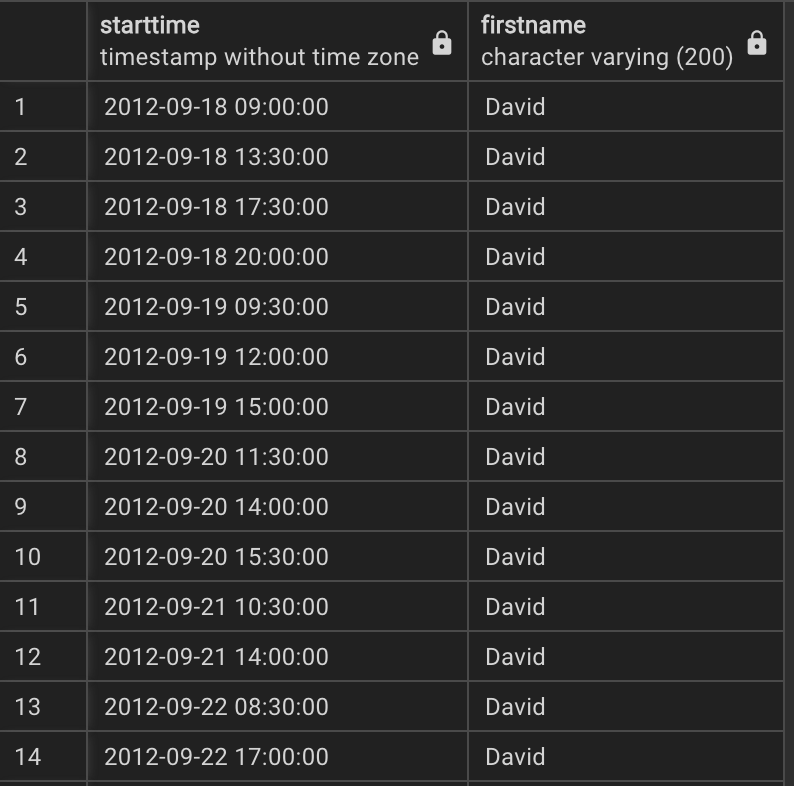 starttime firstname
timestamp without time zone character varying (200)
1 2012-09-18 09:00:00 David
2 2012-09-18 13:30:00 David
3 2012-09-18 17:30:00 David
4 2012-09-18 20:00:00 David
5 2012-09-19 09:30:00 David
6 2012-09-19 12:00:00 David
7 2012-09-19 15:00:00 David
8 2012-09-20 11:30:00 David
9 2012-09-20 14:00:00 David
10 2012-09-20 15:30:00 David
11 2012-09-21 10:30:00 David
12 2012-09-21 14:00:00 David
13 2012-09-22 08:30:00 David
14 2012-09-22 17:00:00 David